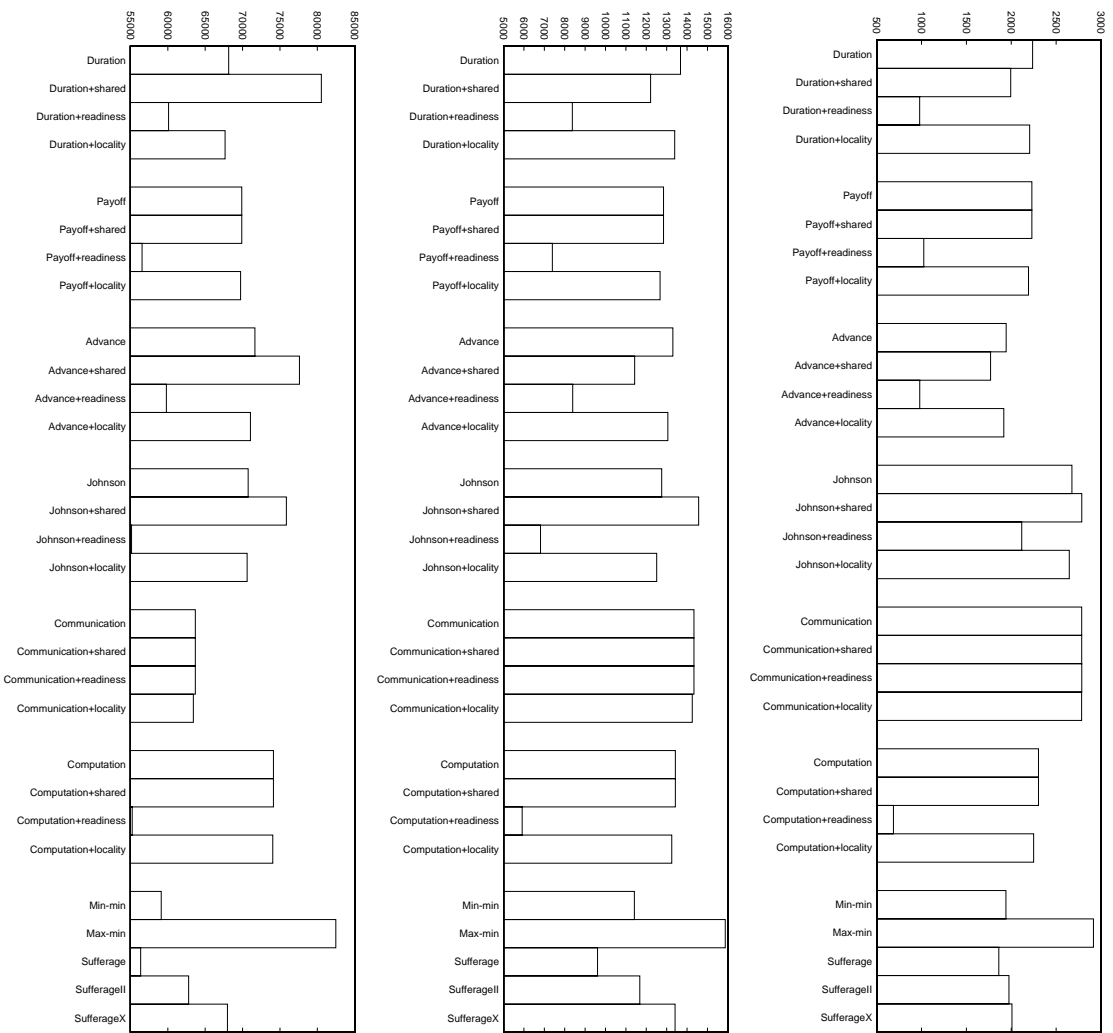 55000 60000 65000 70000 75000 80000 85000
Duration
Duration+shared
Duration+readiness
Duration+locality
Payoff
Payoff+shared
Payoff+readiness
Payoff+locality
Advance
Advance+shared
Advance+readiness
Advance+locality
Johnson
Johnson+shared
Johnson+readiness
Johnson+locality
Communication
Communication+shared
Communication+readiness
Communication+locality
Computation
Computation+shared
Computation+readiness
Computation+locality
Min-min
Max-min
Sufferage
SufferageII
SufferageX
5000 6000 7000 8000 9000 10000 11000 12000 13000 14000 15000 16000
Duration
Duration+shared
Duration+readiness
Duration+locality
Payoff
Payoff+shared
Payoff+readiness
Payoff+locality
Advance
Advance+shared
Advance+readiness
Advance+locality
Johnson
Johnson+shared
Johnson+readiness
Johnson+locality
Communication
Communication+shared
Communication+readiness
Communication+locality
Computation
Computation+shared
Computation+readiness
Computation+locality
Min-min
Max-min
Sufferage
SufferageII
SufferageX
500 1000 1500 2000 2500 3000
Duration
Duration+shared
Duration+readiness
Duration+locality
Payoff
Payoff+shared
Payoff+readiness
Payoff+locality
Advance
Advance+shared
Advance+readiness
Advance+locality
Johnson
Johnson+shared
Johnson+readiness
Johnson+locality
Communication
Communication+shared
Communication+readiness
Communication+locality
Computation
Computation+shared
Computation+readiness
Computation+locality
Min-min
Max-min
Sufferage
SufferageII
SufferageX